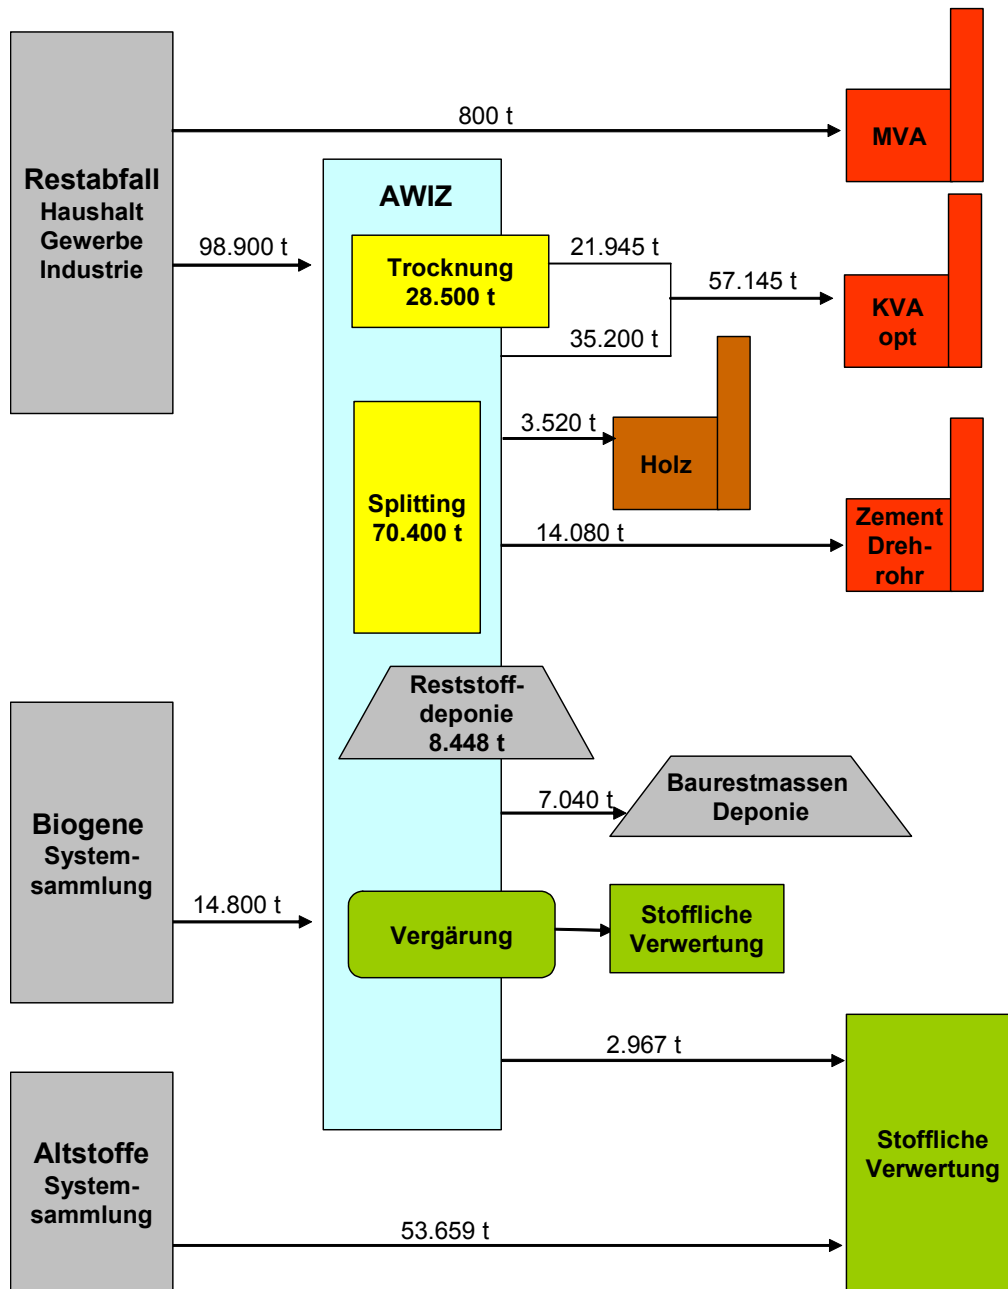 800 t
MVA
Restabfall
Haushalt
Gewerbe
Industrie
98.900 t
AWIZ
Trocknung
28.500 t
21.945 t
57.145 t
35.200 t
KVA
opt
3.520 t
Holz
Splitting
70.400 t
14.080 t
Zement
Dreh-
rohr
Reststoff-
deponie
8.448 t
7.040 t
Baurestmassen
Deponie
Biogene
System-
sammlung
14.800 t
Vergärung
Stoffliche
Verwertung
2.967 t
Altstoffe
System-
sammlung
53.659 t
Stoffliche
Verwertung